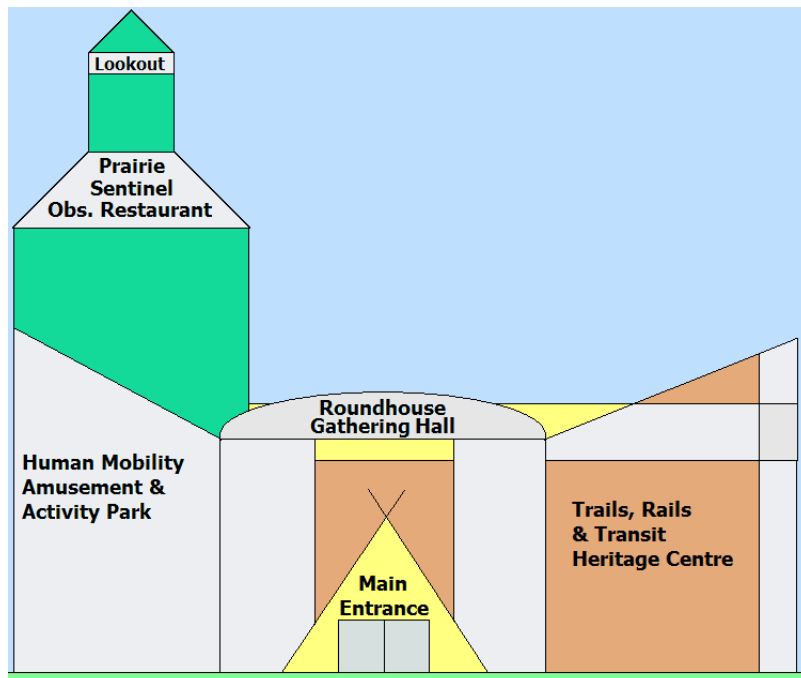 Lookout
Prairie
Sentinel
Obs. Restaurant
Roundhouse
Gathering Hall
Human Mobility
Amusement &
Activity Park
Trails, Rails
& Transit
Heritage Centre
Main
Entrance